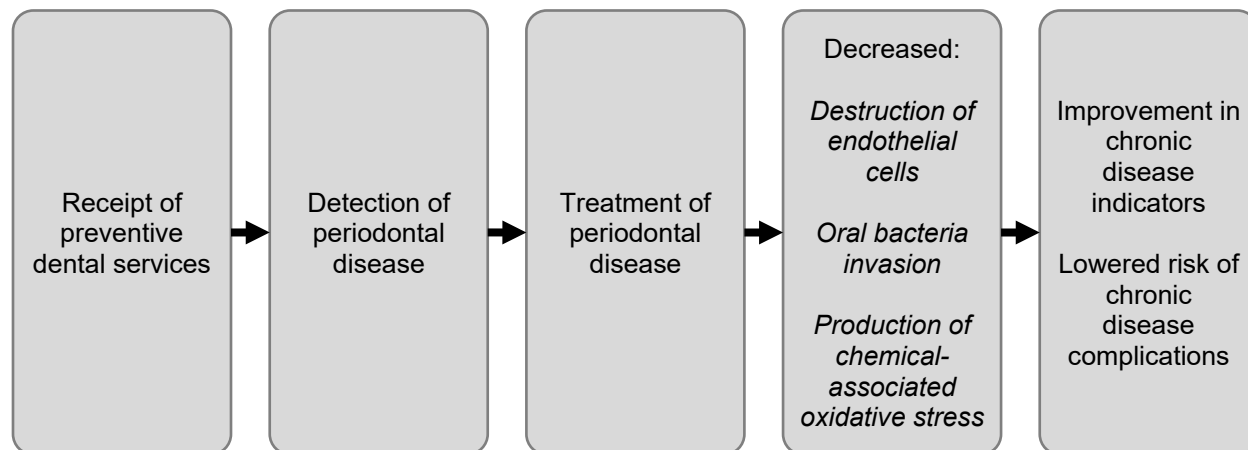 Receipt of
preventive
dental services
Detection of
periodontal
disease
Treatment of
periodontal
disease
Decreased:
Destruction of
endothelial
cells
Oral bacteria
invasion
Production of
chemical-
associated
oxidative stress
Improvement in
chronic
disease
indicators
Lowered risk of
chronic
disease
complications